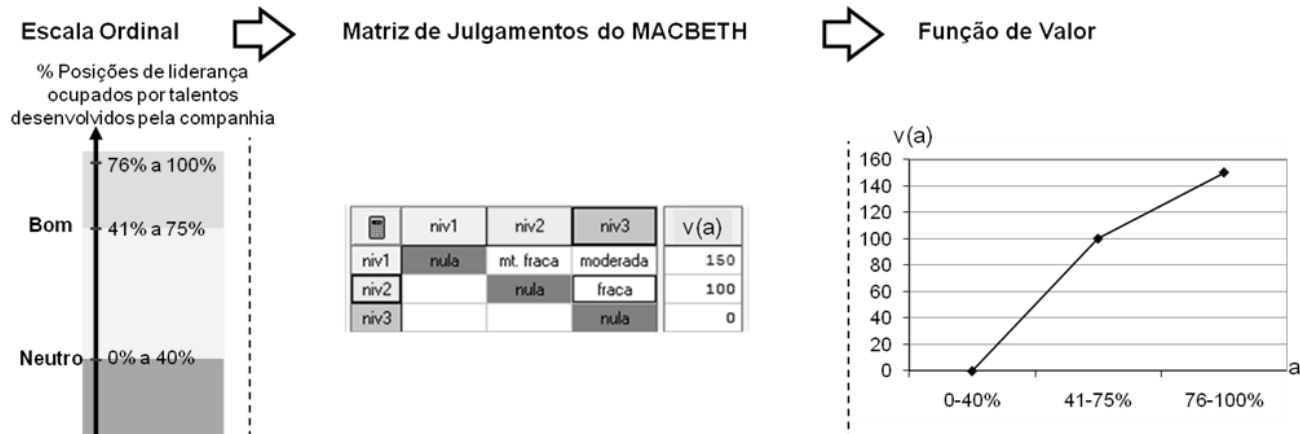 Escala Ordinal
Matriz de Julgamentos do MACBETH
Função de Valor
% Posições de liderança
ocupados por talentos
desenvolvidos pela companhia
76% a 100%
Bom
41% a 75%
Neutro
0% a 40%
niv1 niv2 niv3 v(a)
niv1 nula mt. fraca moderada 150
niv2 nula fraca 100
niv3 nula 0
v(a)
160
140
120
100
80
60
40
20
0
a
0-40% 41-75% 76-100%